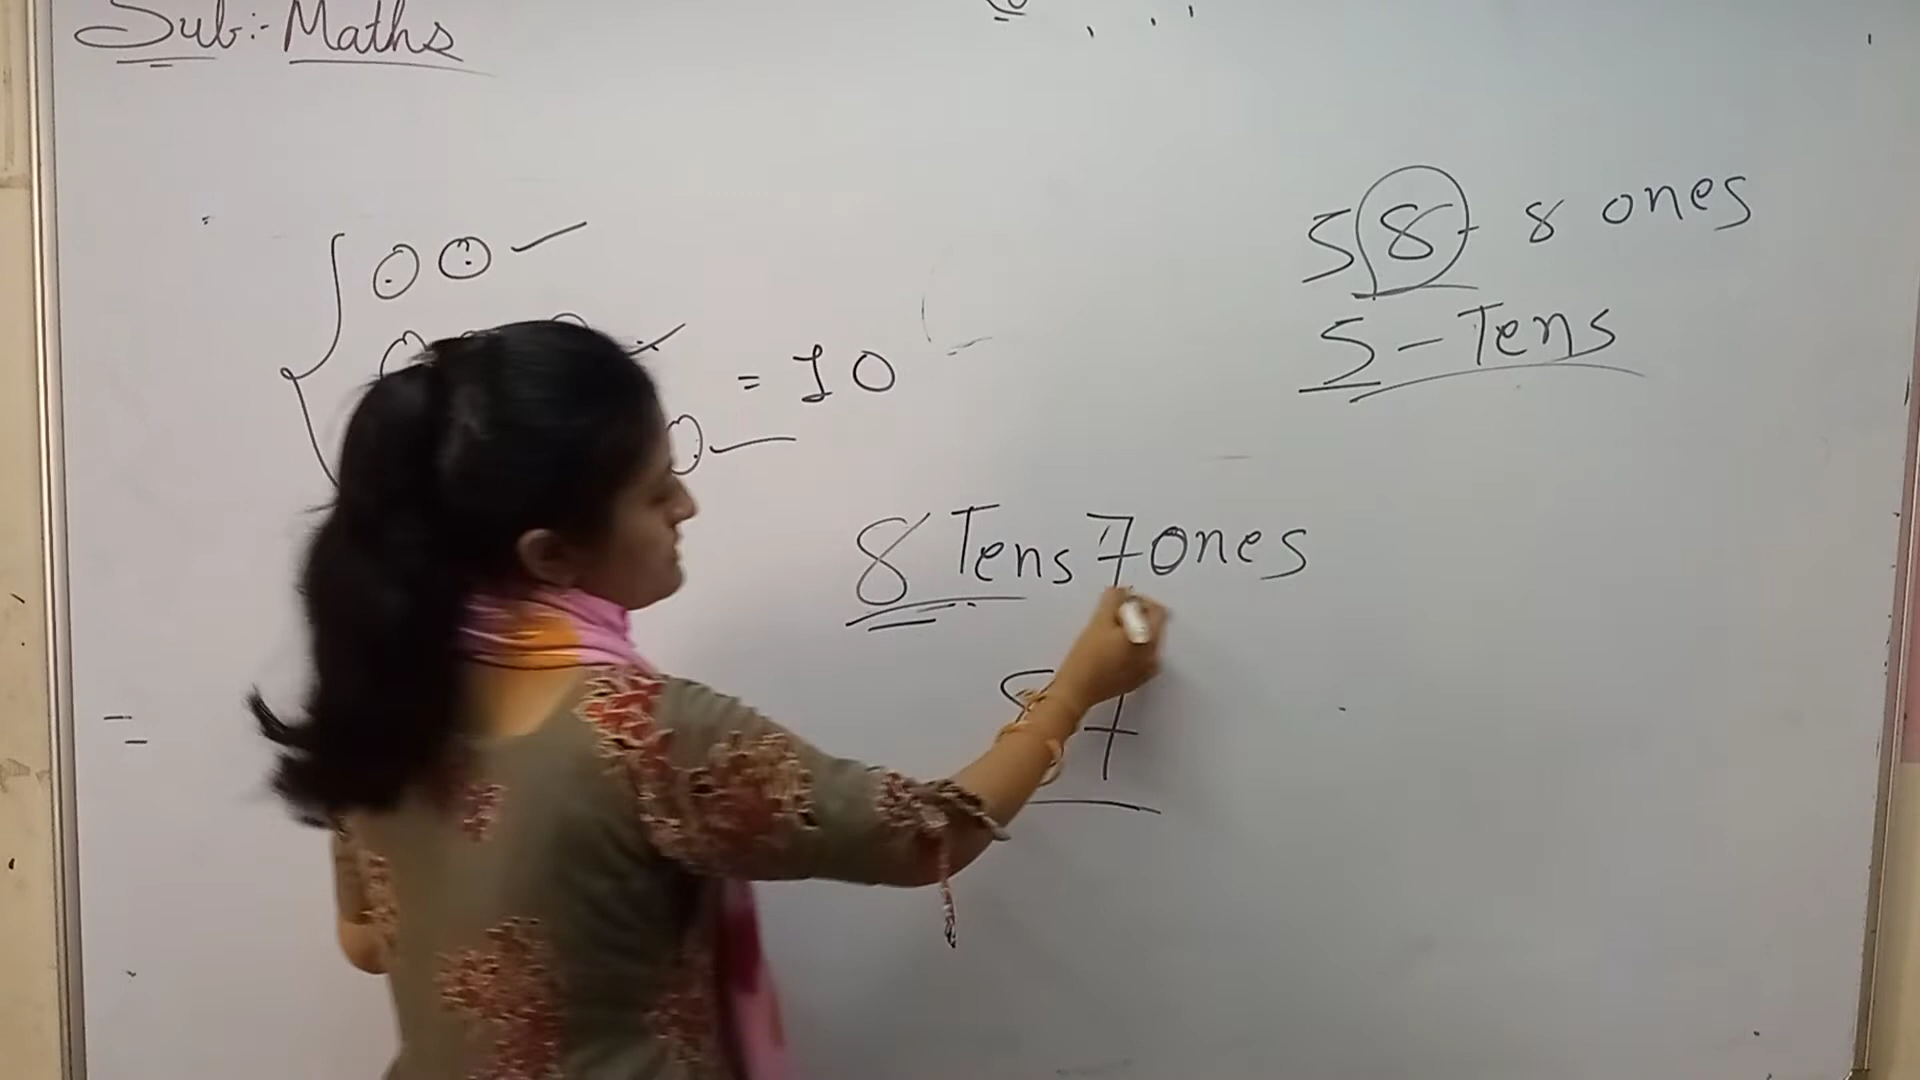 Sub:- Maths
= 10
58 - 8 ones
5 - Tens
8 Tens 7 ones
87
=